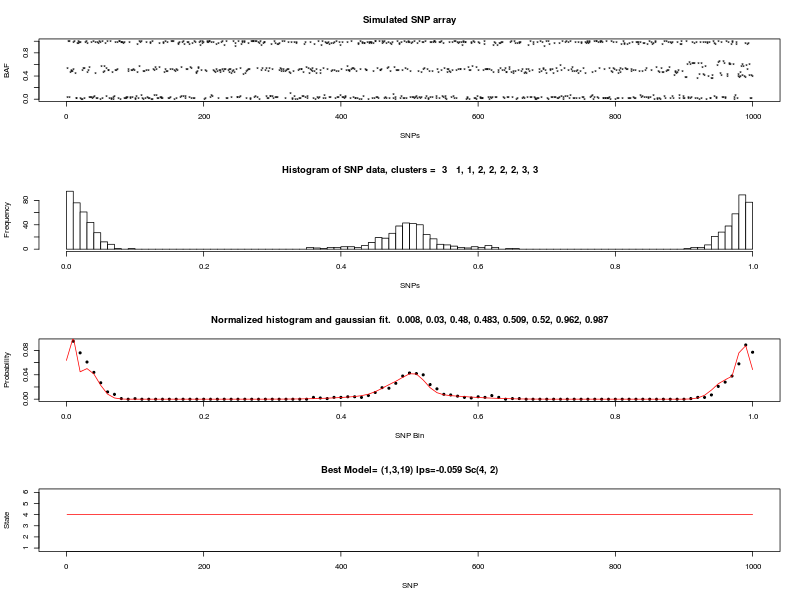 Simulated SNP array
BAF
0.0 0.4 0.8
0 200 400 600 800 1000
SNPs
Histogram of SNP data, clusters = 3 1, 1, 2, 2, 2, 2, 3, 3
Frequency
0 40 80
0.0 0.2 0.4 0.6 0.8 1.0
SNPs
Normalized histogram and gaussian fit. 0.008, 0.03, 0.48, 0.483, 0.509, 0.52, 0.962, 0.987
Probability
0.00 0.04 0.08
0.0 0.2 0.4 0.6 0.8 1.0
SNP Bin
Best Model= (1,3,19) lps=-0.059 Sc(4, 2)
State
1 2 3 4 5 6
0 200 400 600 800 1000
SNP